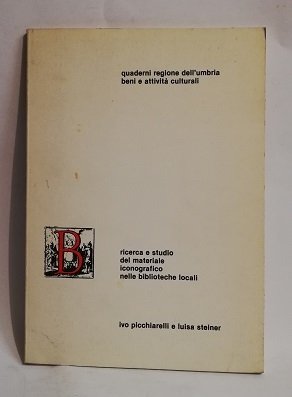 quaderni regione dell'umbria
beni e attività culturali
B
ricerca e studio
del materiale
iconografico
nelle biblioteche locali
ivo picchiarelli e luisa steiner